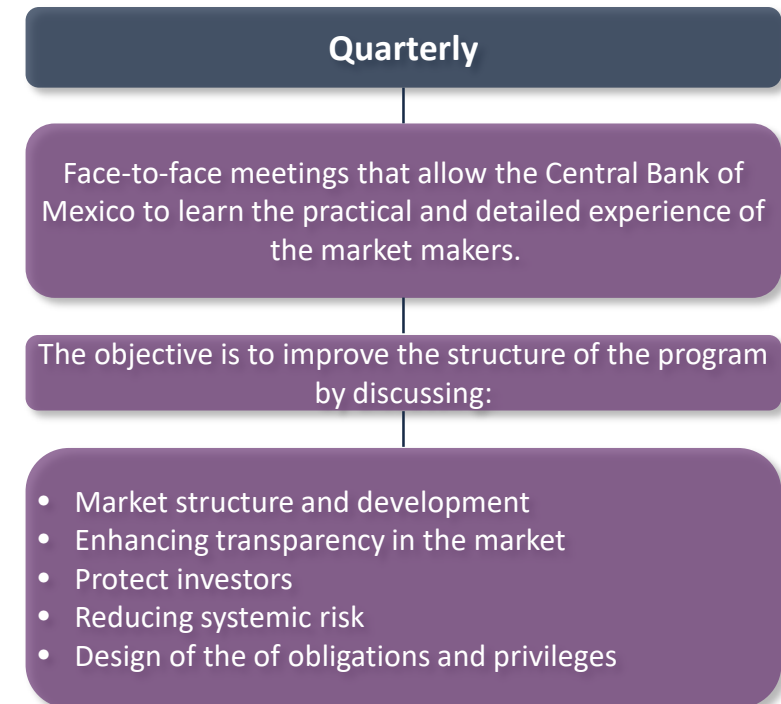 Quarterly
Face-to-face meetings that allow the Central Bank of
Mexico to learn the practical and detailed experience of
the market makers.
The objective is to improve the structure of the program
by discussing:
• Market structure and development
• Enhancing transparency in the market
• Protect investors
• Reducing systemic risk
• Design of the of obligations and privileges